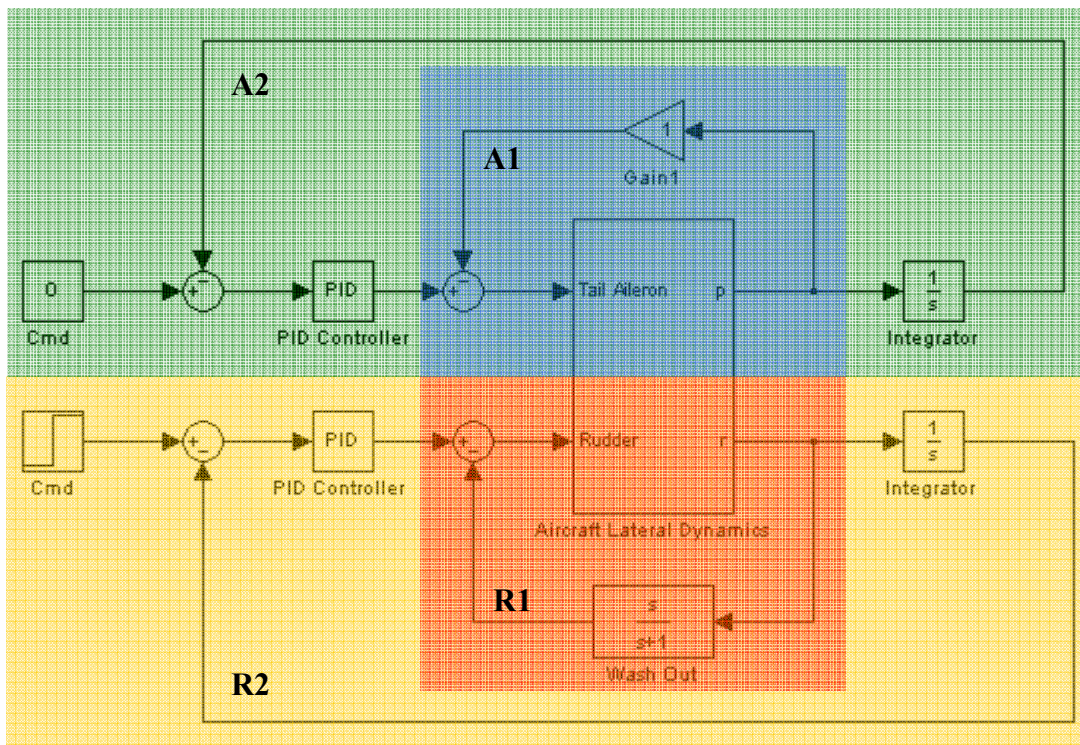 A2
1
A1
Gain1
0
PID
Tail Aileron
p
1
s
Cmd
PID Controller
Integrator
PID
Rudder
r
1
s
Cmd
PID Controller
Integrator
Aircraft Lateral Dynamics
R1
s
s+1
Wash Out
R2